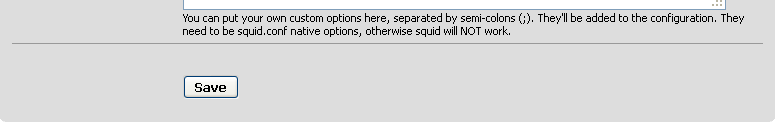 You can put your own custom options here, separated by semi-colons (;). They'll be added to the configuration. They
need to be squid.conf native options, otherwise squid will NOT work.
Save